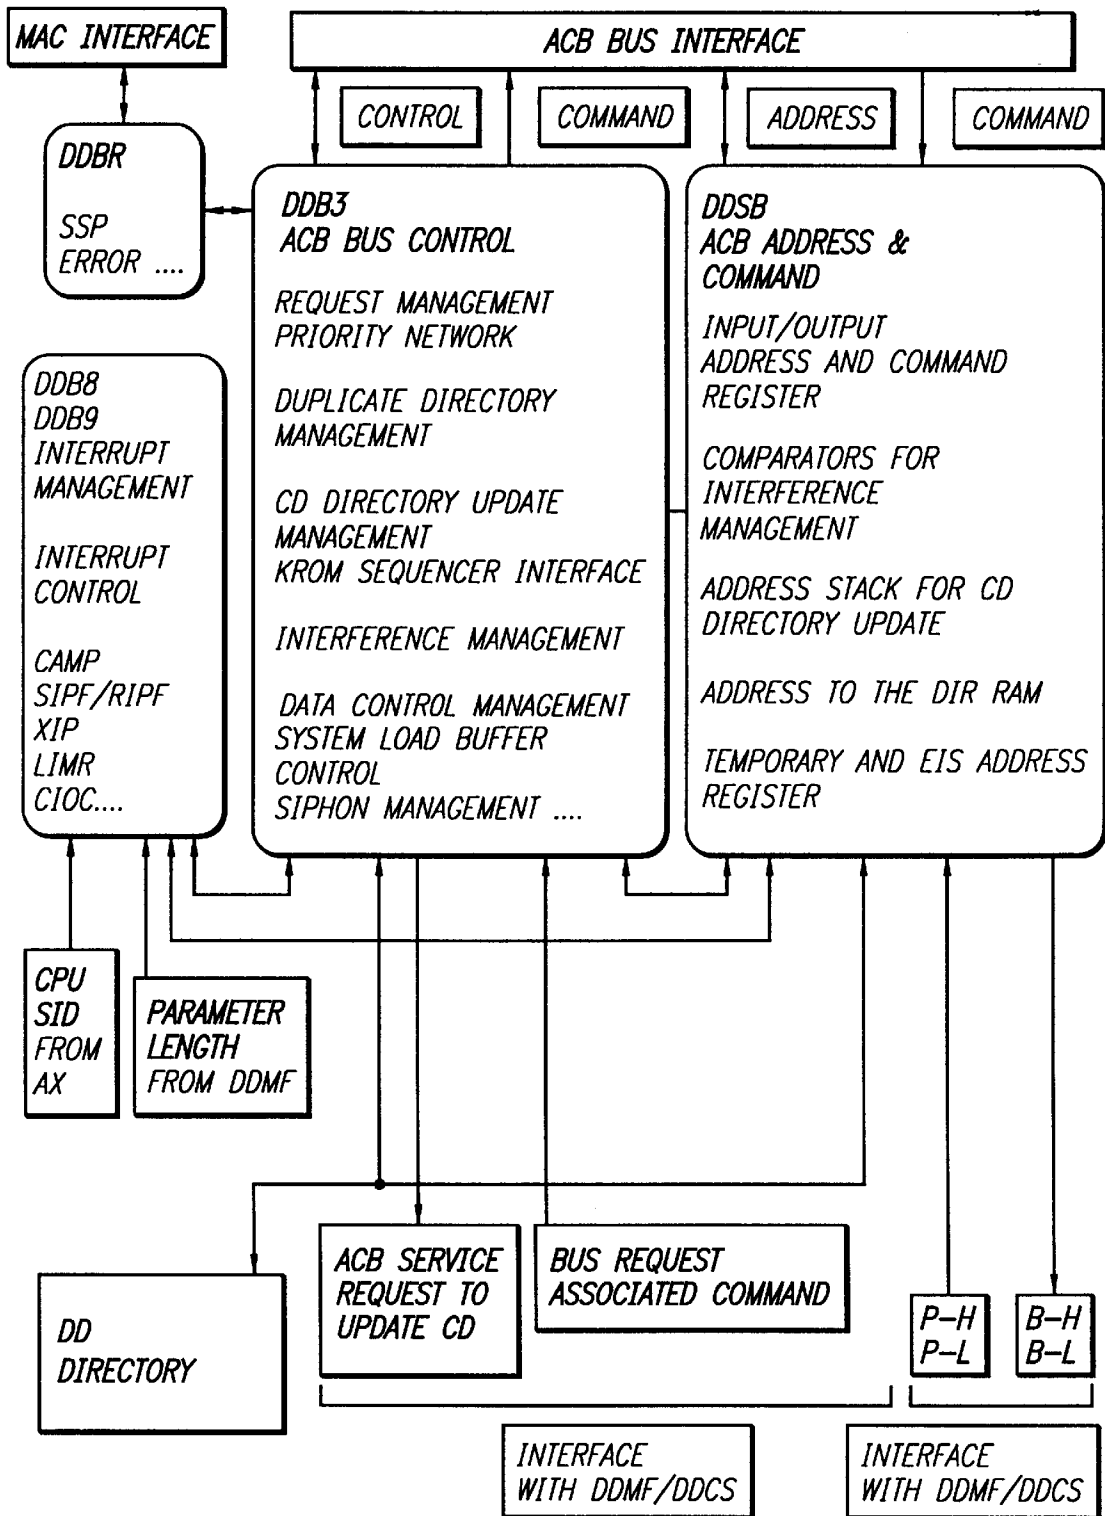 MAC INTERFACE
ACB BUS INTERFACE
CONTROL
COMMAND
ADDRESS
COMMAND
DDBR
SSP
ERROR ....
DDB3
ACB BUS CONTROL
REQUEST MANAGEMENT
PRIORITY NETWORK
DUPLICATE DIRECTORY
MANAGEMENT
CD DIRECTORY UPDATE
MANAGEMENT
KROM SEQUENCER INTERFACE
INTERFERENCE MANAGEMENT
DATA CONTROL MANAGEMENT
SYSTEM LOAD BUFFER
CONTROL
SIPHON MANAGEMENT ....
DDSB
ACB ADDRESS &
COMMAND
INPUT/OUTPUT
ADDRESS AND COMMAND
REGISTER
COMPARATORS FOR
INTERFERENCE
MANAGEMENT
ADDRESS STACK FOR CD
DIRECTORY UPDATE
ADDRESS TO THE DIR RAM
TEMPORARY AND EIS ADDRESS
REGISTER
DDB8
DDB9
INTERRUPT
MANAGEMENT
INTERRUPT
CONTROL
CAMP
SIPF/RIPF
XIP
LIMR
CIOC....
CPU
SID
FROM
AX
PARAMETER
LENGTH
FROM DDMF
DD
DIRECTORY
ACB SERVICE
REQUEST TO
UPDATE CD
BUS REQUEST
ASSOCIATED COMMAND
P-H
P-L
B-H
B-L
INTERFACE
WITH DDMF/DDCS
INTERFACE
WITH DDMF/DDCS